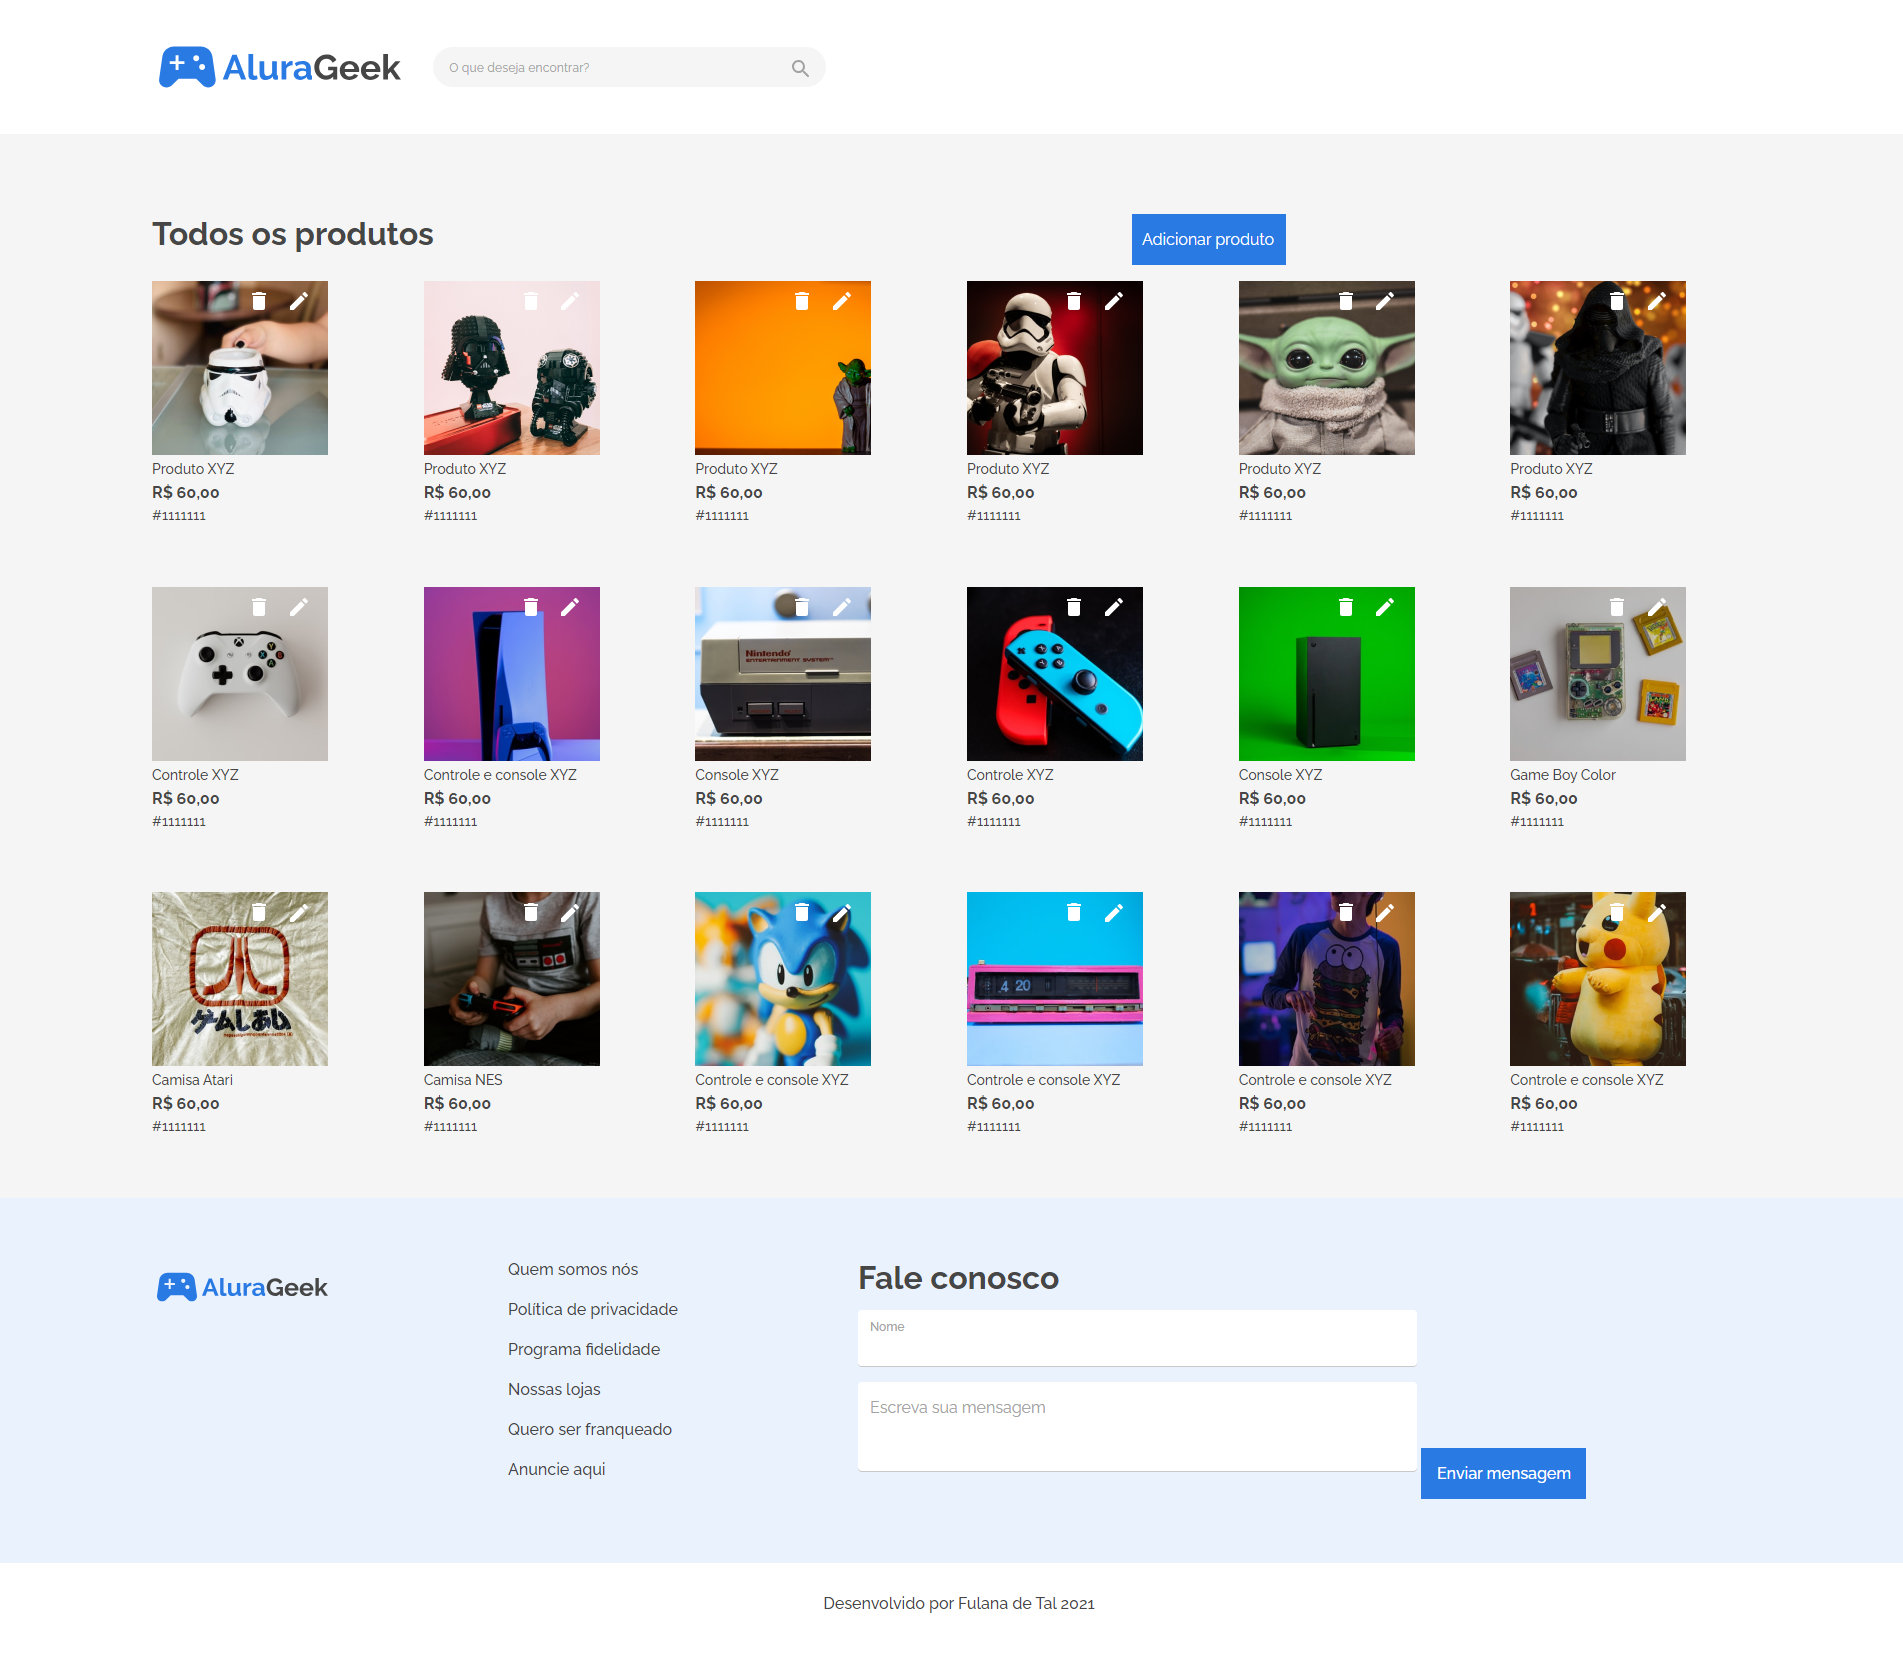 AluraGeek
O que deseja encontrar?
Todos os produtos
Adicionar produto
Produto XYZ
R$ 60,00
#1111111
Produto XYZ
R$ 60,00
#1111111
Produto XYZ
R$ 60,00
#1111111
Produto XYZ
R$ 60,00
#1111111
Produto XYZ
R$ 60,00
#1111111
Produto XYZ
R$ 60,00
#1111111
Nintendo
ENTERTAINMENT SYSTEM
Controle XYZ
R$ 60,00
#1111111
Controle e console XYZ
R$ 60,00
#1111111
Console XYZ
R$ 60,00
#1111111
Controle XYZ
R$ 60,00
#1111111
Console XYZ
R$ 60,00
#1111111
Game Boy Color
R$ 60,00
#1111111
4 20
Camisa Atari
R$ 60,00
#1111111
Camisa NES
R$ 60,00
#1111111
Controle e console XYZ
R$ 60,00
#1111111
Controle e console XYZ
R$ 60,00
#1111111
Controle e console XYZ
R$ 60,00
#1111111
Controle e console XYZ
R$ 60,00
#1111111
AluraGeek
Quem somos nós
Política de privacidade
Programa fidelidade
Nossas lojas
Quero ser franqueado
Anuncie aqui
Fale conosco
Nome
Escreva sua mensagem
Enviar mensagem
Desenvolvido por Fulana de Tal 2021